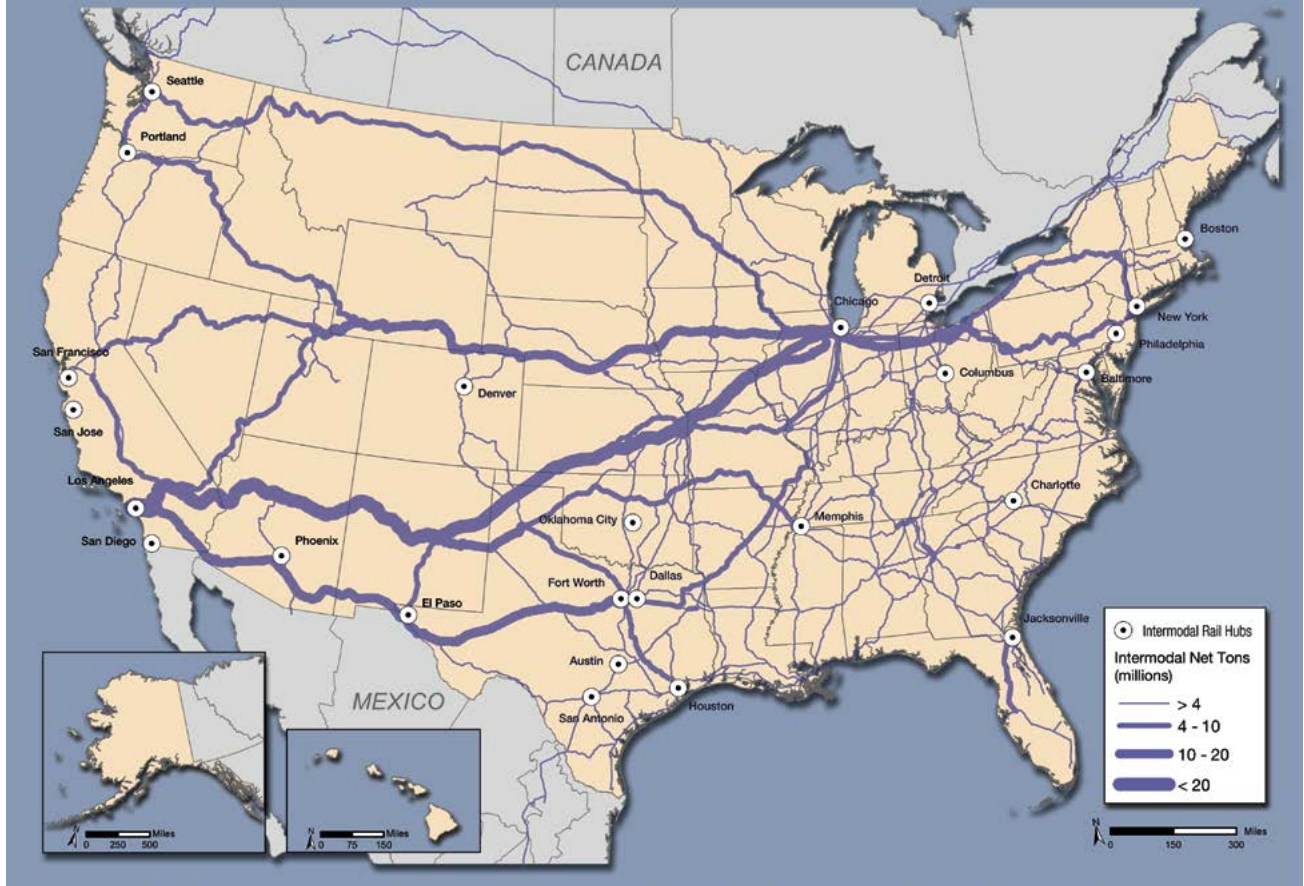 CANADA
Seattle
Portland
Boston
Detroit
Chicago
New York
San Francisco
Philadelphia
Columbus
Baltimore
Denver
San Jose
Los Angeles
Charlotte
Oklahoma City
Memphis
San Diego
Phoenix
Fort Worth
Dallas
El Paso
Jacksonville
Intermodal Rail Hubs
Intermodal Net Tons
(millions)
> 4
4 - 10
10 - 20
< 20
Austin
MEXICO
Houston
San Antonio
N
0 250 500
Miles
N
0 75 150
Miles
N
0 150 300
Miles